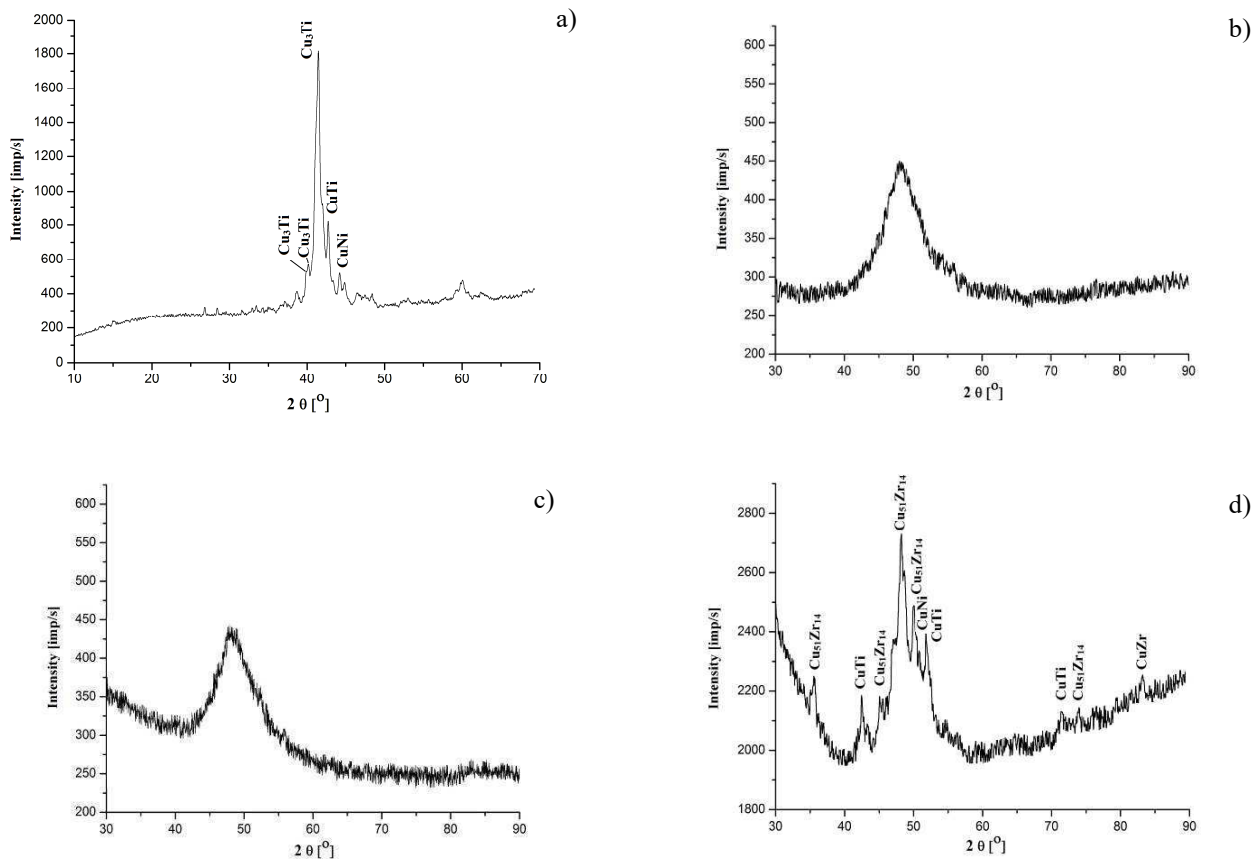 a)
2000
1800
1600
1400
1200
1000
800
600
400
200
0
Intensity [imp/s]
Cu₃Ti
Cu₃Ti
Cu₃Ti
CuTi
CuNi
10 20 30 40 50 60 70
2 θ [°]
b)
600
550
500
450
400
350
300
250
200
Intensity [imp/s]
30 40 50 60 70 80 90
2 θ [°]
c)
600
550
500
450
400
350
300
250
200
Intensity [imp/s]
30 40 50 60 70 80 90
2 θ [°]
d)
2800
2600
2400
2200
2000
1800
Intensity [imp/s]
Cu₅₁Zr₁₄
CuTi
Cu₅₁Zr₁₄
Cu₅₁Zr₁₄
Cu₅₁Zr₁₄
CuNi
CuTi
CuTi
Cu₅₁Zr₁₄
CuZr
30 40 50 60 70 80 90
2 θ [°]